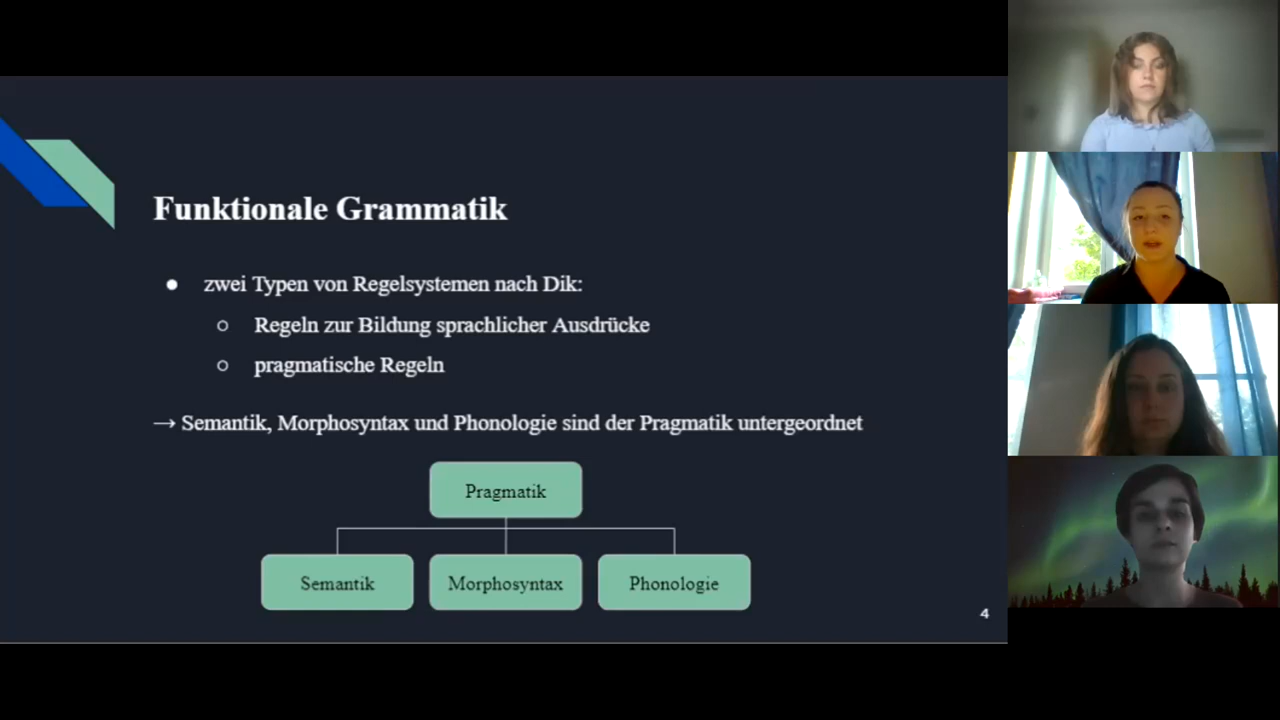 Funktionale Grammatik
● zwei Typen von Regelsystemen nach Dik:
○ Regeln zur Bildung sprachlicher Ausdrücke
○ pragmatische Regeln
→ Semantik, Morphosyntax und Phonologie sind der Pragmatik untergeordnet
Pragmatik
Semantik Morphosyntax Phonologie
4